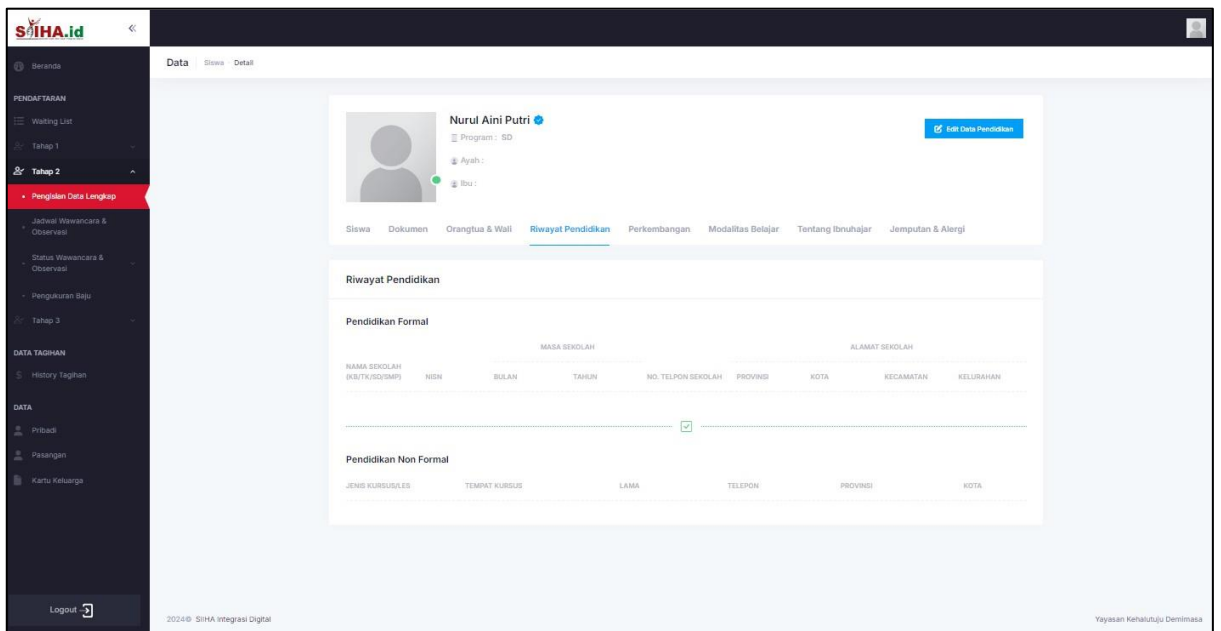 SIIHA.id
Beranda
Data
Siswa - Detail
PENDAFTARAN
Waiting List
Tahap 1
Tahap 2
Pengisian Data Lengkap
Jadwal Wawancara &
Observasi
Status Wawancara &
Observasi
Pengukuran Baju
Tahap 3
DATA TAGIHAN
History Tagihan
DATA
Pribadi
Pasangan
Kartu Keluarga
Logout
Nurul Aini Putri
Program : SD
Ayah :
Ibu :
Edit Data Pendidikan
Siswa Dokumen Orangtua & Wali Riwayat Pendidikan Perkembangan Modalitas Belajar Tentang Ibnuhajar Jemputan & Alergi
Riwayat Pendidikan
Pendidikan Formal
MASA SEKOLAH ALAMAT SEKOLAH
NAMA SEKOLAH
(KB/TK/SD/SMP) NISN BULAN TAHUN NO. TELPON SEKOLAH PROVINSI KOTA KECAMATAN KELURAHAN
Pendidikan Non Formal
JENIS KURSUS/LES TEMPAT KURSUS LAMA TELEPON PROVINSI KOTA
2024© SIIHA Integrasi Digital
Yayasan Kehalutuju Demimasa